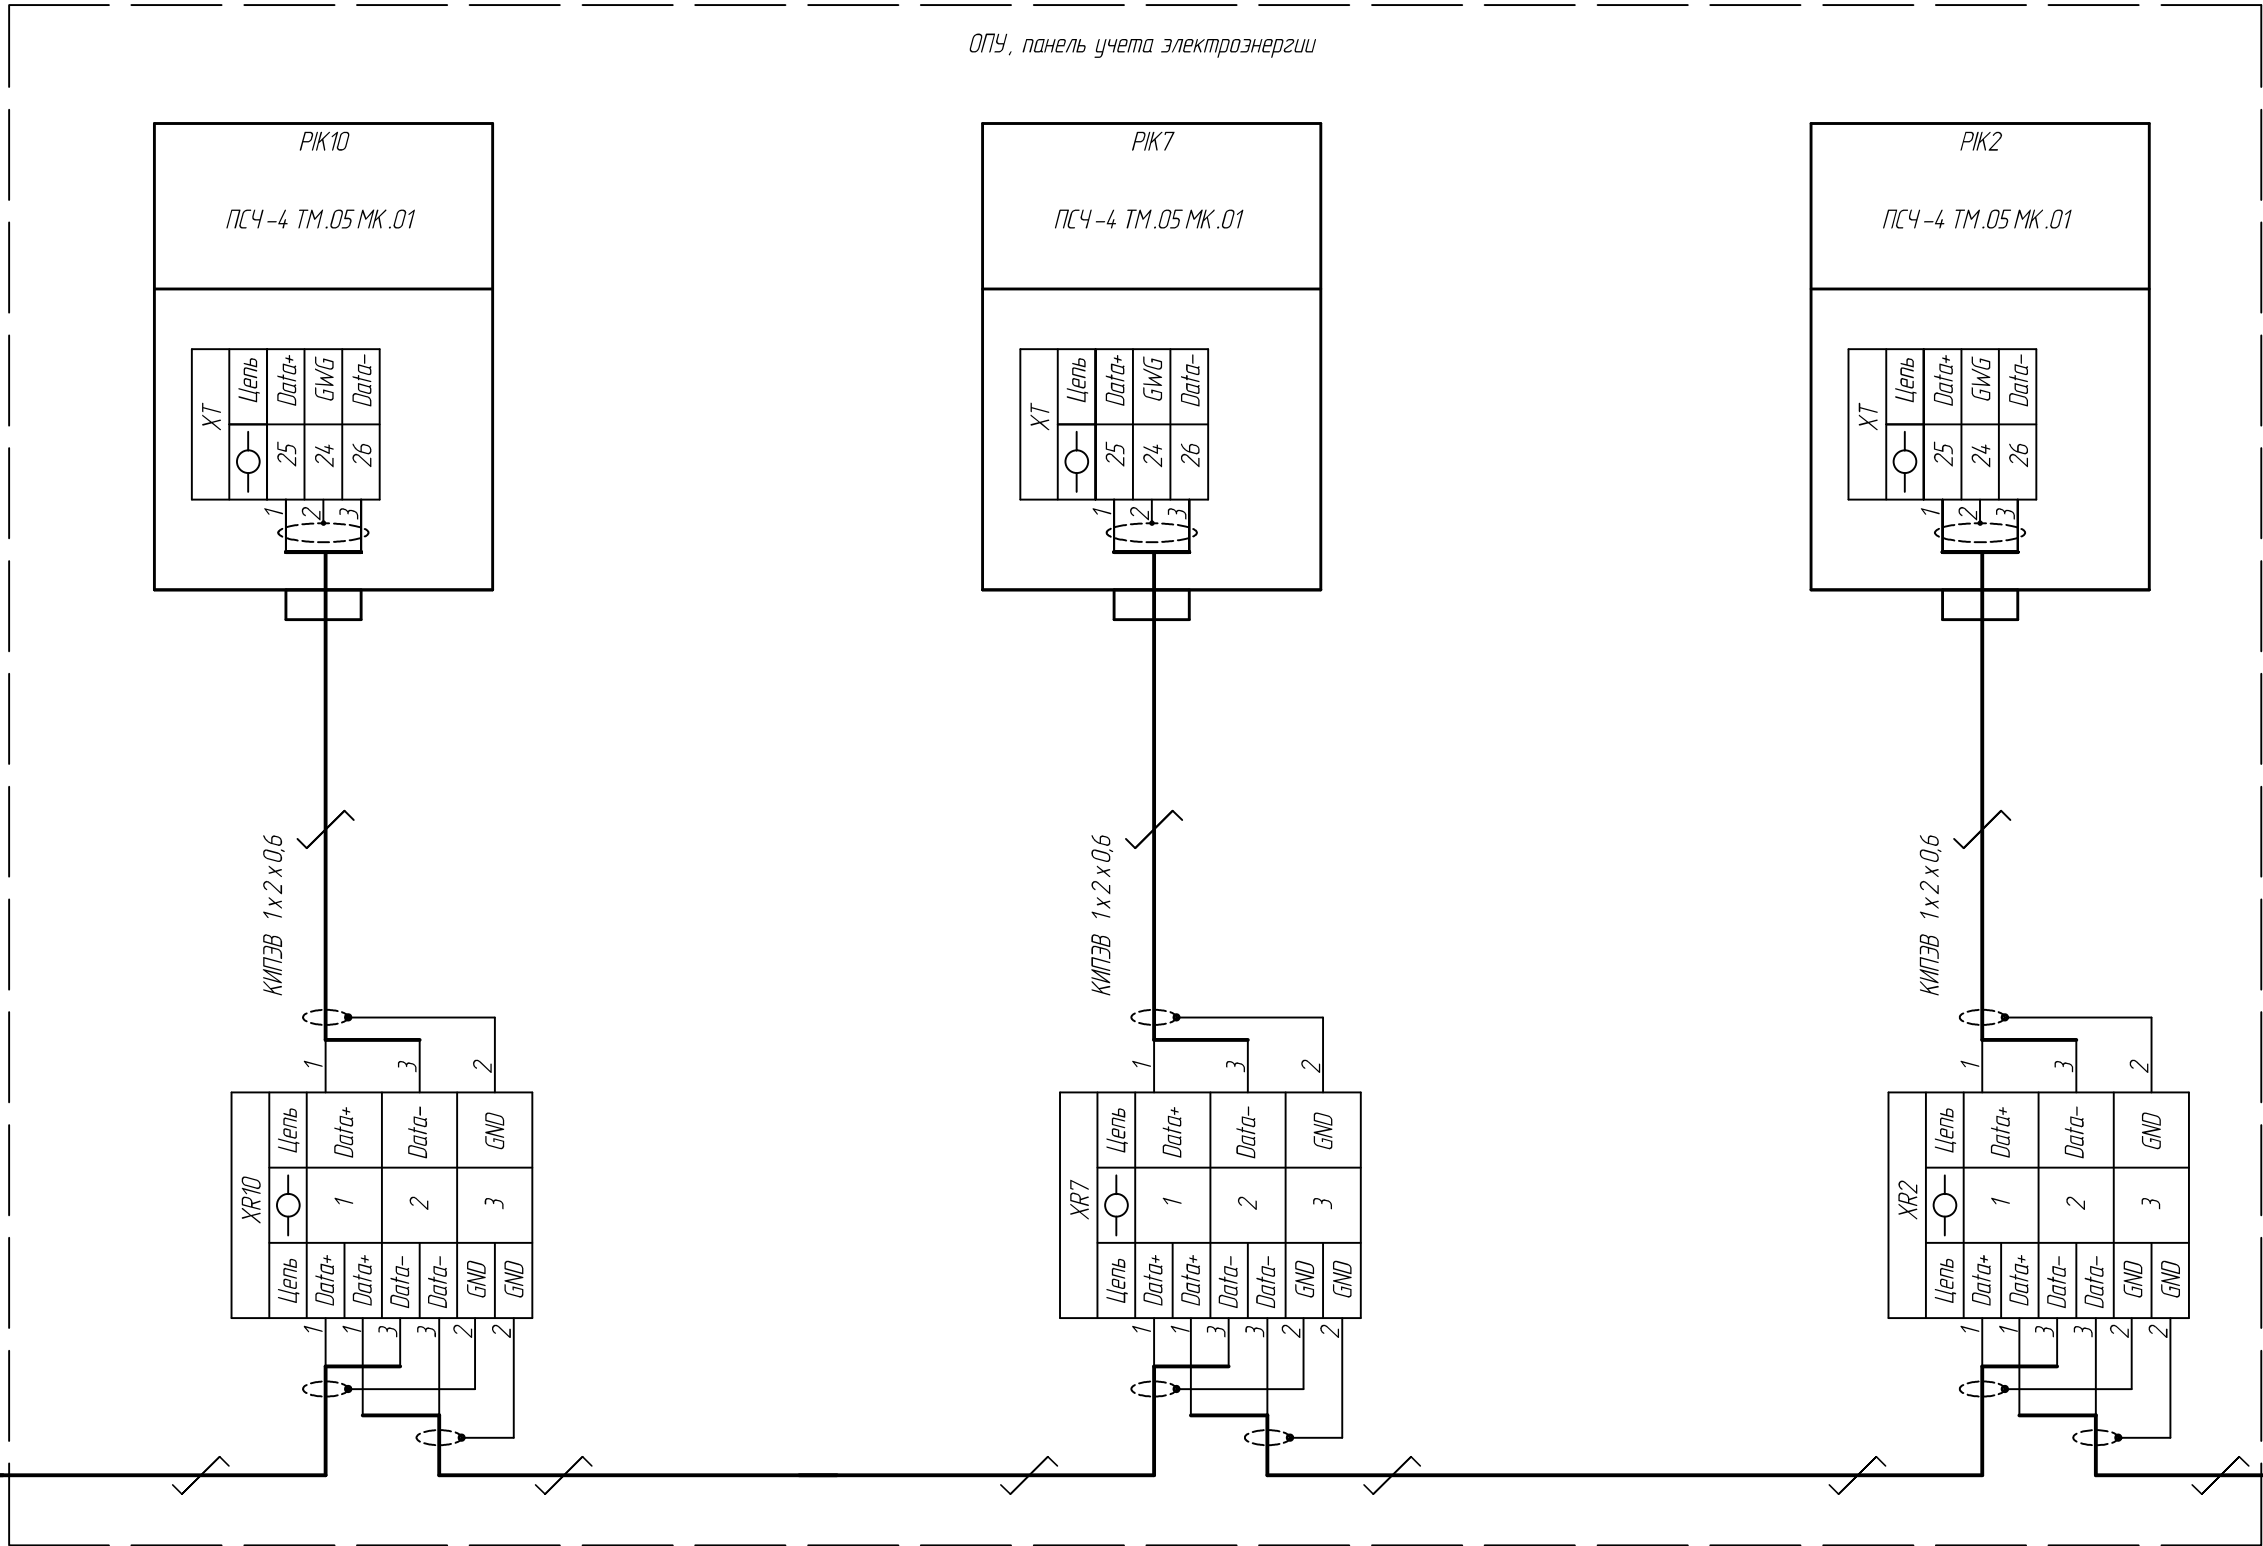 ОПУ, панель учета электроэнергии
PIK10
ПСЧ-4 ТМ.05 МК.01
XT
Цепь
Data+
GWG
Data-
25
24
26
1
2
3
КИПЭВ 1x2x0,6
1
3
2
XR10
Цепь
Data+
Data-
GND
1
2
3
Цепь
Data+
Data+
Data-
Data-
GND
GND
1
1
3
3
2
2
PIK7
ПСЧ-4 ТМ.05 МК.01
XT
Цепь
Data+
GWG
Data-
25
24
26
1
2
3
КИПЭВ 1x2x0,6
1
3
2
XR7
Цепь
Data+
Data-
GND
1
2
3
Цепь
Data+
Data+
Data-
Data-
GND
GND
1
1
3
3
2
2
PIK2
ПСЧ-4 ТМ.05 МК.01
XT
Цепь
Data+
GWG
Data-
25
24
26
1
2
3
КИПЭВ 1x2x0,6
1
3
2
XR2
Цепь
Data+
Data-
GND
1
2
3
Цепь
Data+
Data+
Data-
Data-
GND
GND
1
1
3
3
2
2